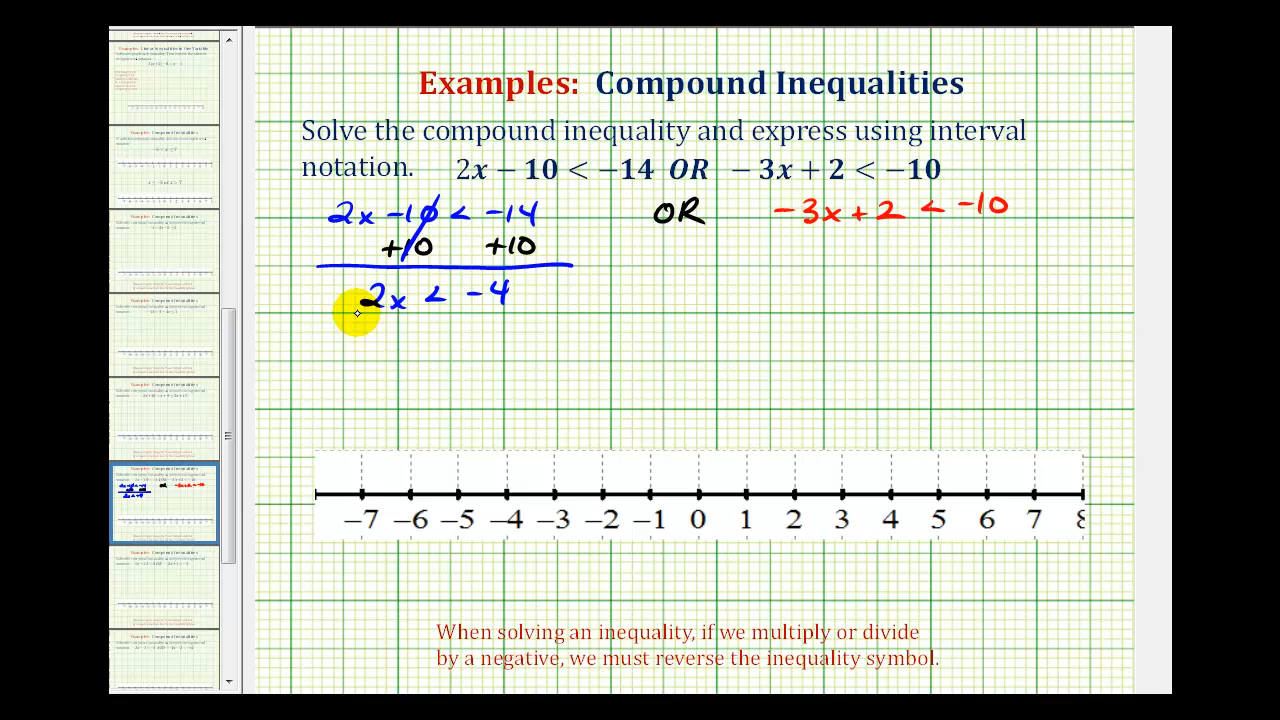 Examples: Compound Inequalities
Solve the compound inequality and express using interval
notation. 2x − 10 < −14 OR − 3x + 2 < −10
2x −10 < −14 OR −3x + 2 < −10
+10 +10
2x < −4
−7 −6 −5 −4 −3 −2 −1 0 1 2 3 4 5 6 7 8
When solving an inequality, if we multiply or divide
by a negative, we must reverse the inequality symbol.